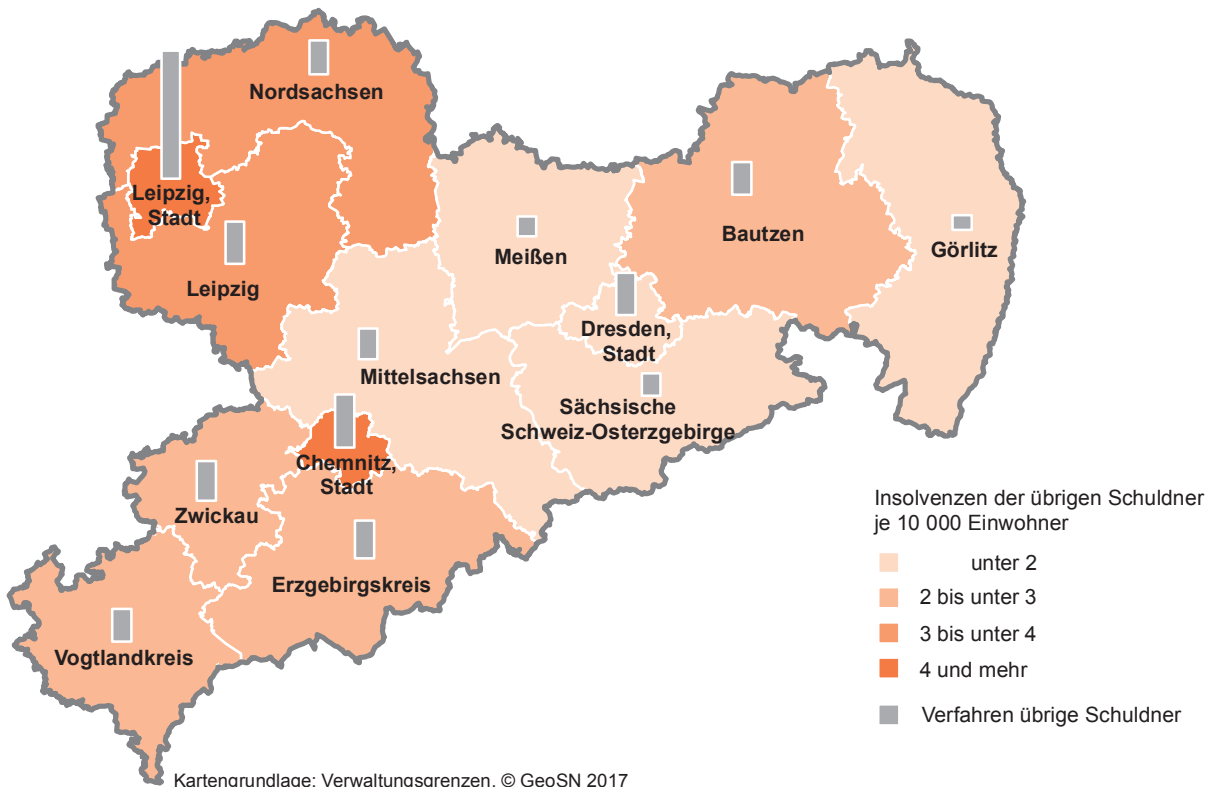 Nordsachsen
Leipzig,
Stadt
Leipzig
Meißen
Bautzen
Görlitz
Dresden,
Stadt
Mittelsachsen
Sächsische
Schweiz-Osterzgebirge
Chemnitz,
Stadt
Zwickau
Erzgebirgskreis
Vogtlandkreis
Insolvenzen der übrigen Schuldner
je 10 000 Einwohner
unter 2
2 bis unter 3
3 bis unter 4
4 und mehr
Verfahren übrige Schuldner
Kartengrundlage: Verwaltungsgrenzen, © GeoSN 2017